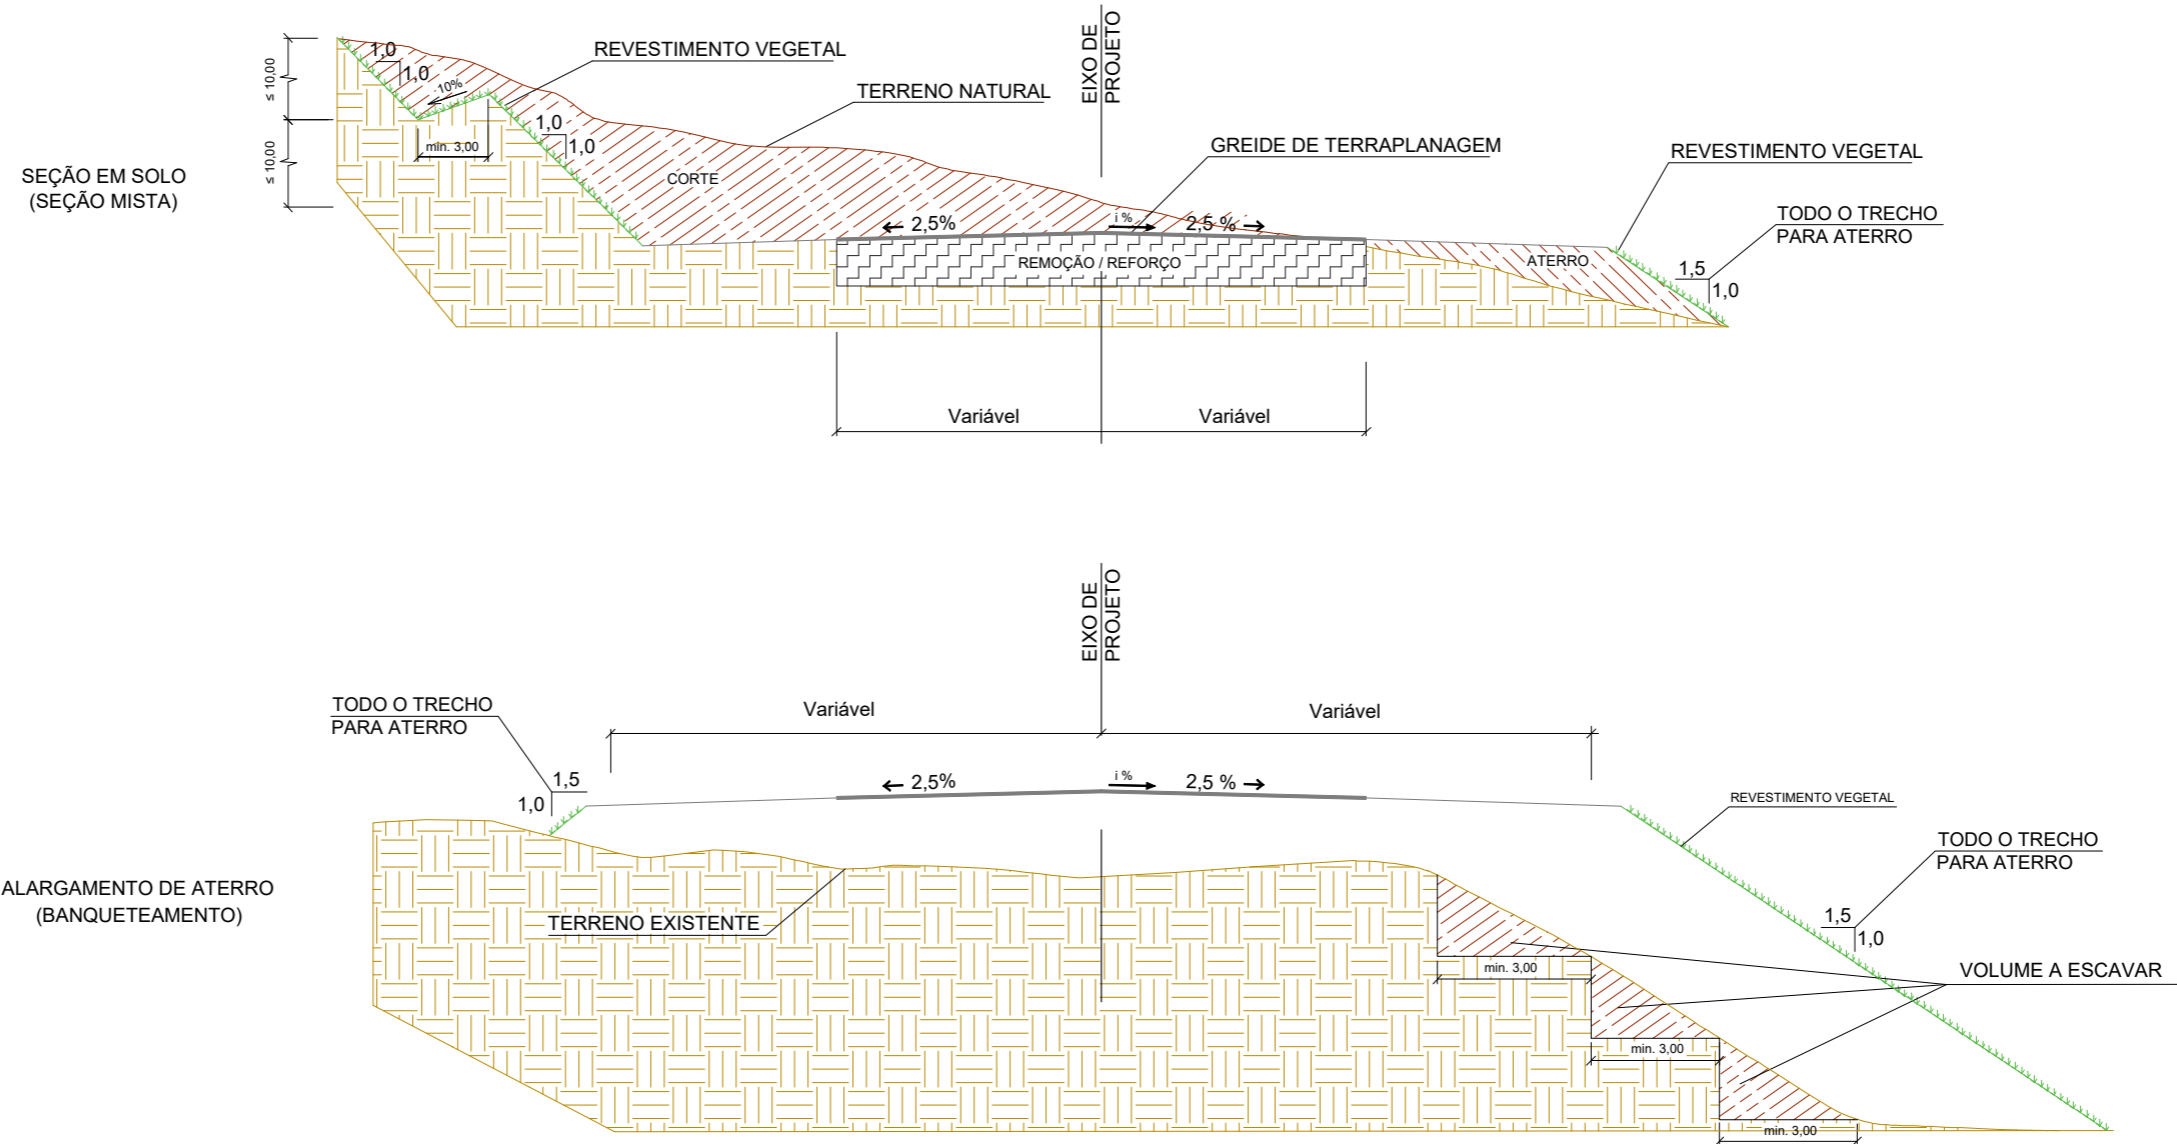 EIXO DE
PROJETO
≤ 10,00
≤ 10,00
1,0
1,0
10%
min. 3,00
REVESTIMENTO VEGETAL
TERRENO NATURAL
1,0
1,0
GREIDE DE TERRAPLANAGEM
REVESTIMENTO VEGETAL
SEÇÃO EM SOLO
(SEÇÃO MISTA)
CORTE
TODO O TRECHO
PARA ATERRO
2,5%
i %
2,5 %
REMOÇÃO / REFORÇO
ATERRO
1,5
1,0
Variável
Variável
EIXO DE
PROJETO
TODO O TRECHO
PARA ATERRO
Variável
Variável
1,5
1,0
2,5%
i %
2,5 %
REVESTIMENTO VEGETAL
TODO O TRECHO
PARA ATERRO
ALARGAMENTO DE ATERRO
(BANQUETEAMENTO)
TERRENO EXISTENTE
1,5
1,0
min. 3,00
VOLUME A ESCAVAR
min. 3,00
min. 3,00